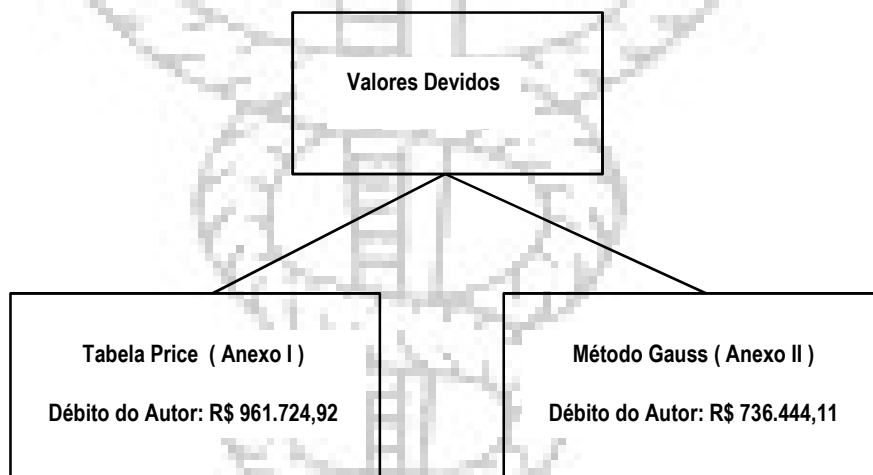 Valores Devidos
Tabela Price ( Anexo I )
Débito do Autor: R$ 961.724,92
Método Gauss ( Anexo II )
Débito do Autor: R$ 736.444,11